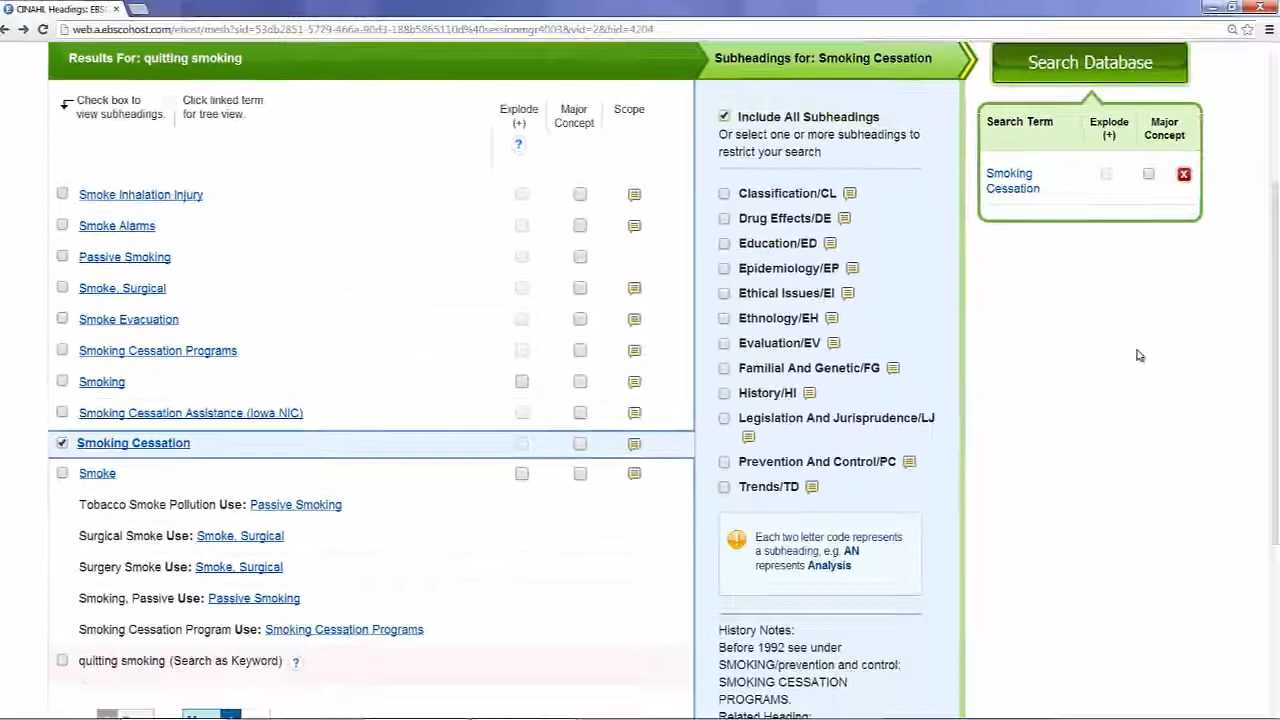 CINAHL Headings: EBS
web.a.ebscohost.com/ehost/mesh?sid=53db2851-5729-466a-90d3-188b5865110d%40sessionmgr4003&vid=2&hid=4204
Results For: quitting smoking
Subheadings for: Smoking Cessation
Search Database
Check box to
view subheadings.
Click linked term
for tree view.
Explode
(+)
Major
Concept
Scope
?
Smoke Inhalation Injury
Smoke Alarms
Passive Smoking
Smoke, Surgical
Smoke Evacuation
Smoking Cessation Programs
Smoking
Smoking Cessation Assistance (Iowa NIC)
Smoking Cessation
Smoke
Tobacco Smoke Pollution Use: Passive Smoking
Surgical Smoke Use: Smoke, Surgical
Surgery Smoke Use: Smoke, Surgical
Smoking, Passive Use: Passive Smoking
Smoking Cessation Program Use: Smoking Cessation Programs
quitting smoking (Search as Keyword) ?
Include All Subheadings
Or select one or more subheadings to
restrict your search
Classification/CL
Drug Effects/DE
Education/ED
Epidemiology/EP
Ethical Issues/EI
Ethnology/EH
Evaluation/EV
Familial And Genetic/FG
History/HI
Legislation And Jurisprudence/LJ
Prevention And Control/PC
Trends/TD
Each two letter code represents
a subheading, e.g. AN
represents Analysis
History Notes:
Before 1992 see under
SMOKING/prevention and control;
SMOKING CESSATION
PROGRAMS.
Related Heading:
Search Term
Explode
(+)
Major
Concept
Smoking
Cessation